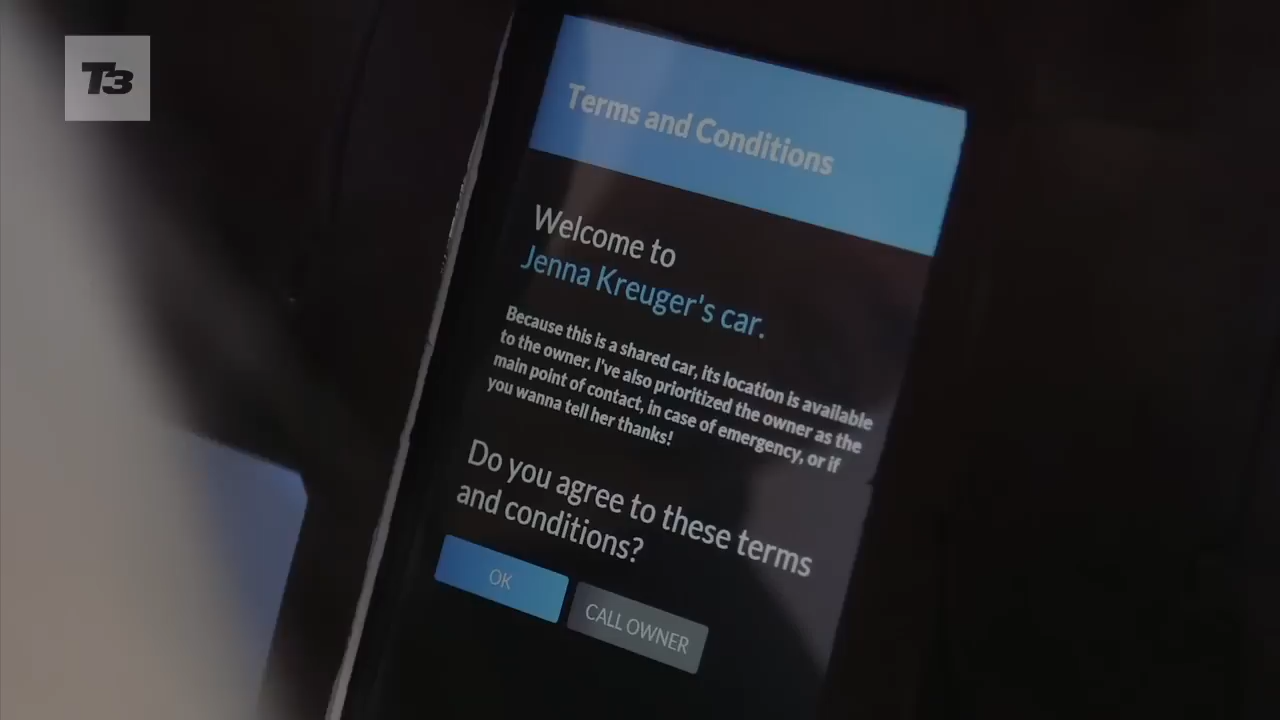 T3
Terms and Conditions
Welcome to
Jenna Kreuger's car.
Because this is a shared car, its location is available
to the owner. I've also prioritized the owner as the
main point of contact, in case of emergency, or if
you wanna tell her thanks!
Do you agree to these terms
and conditions?
OK
CALL OWNER